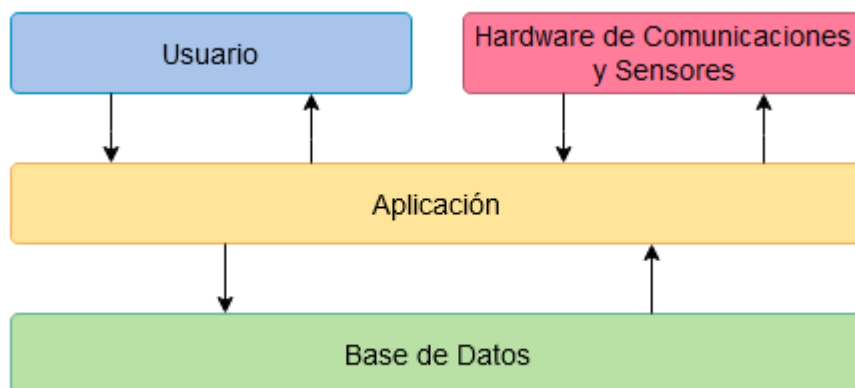 Usuario
Hardware de Comunicaciones
y Sensores
Aplicación
Base de Datos